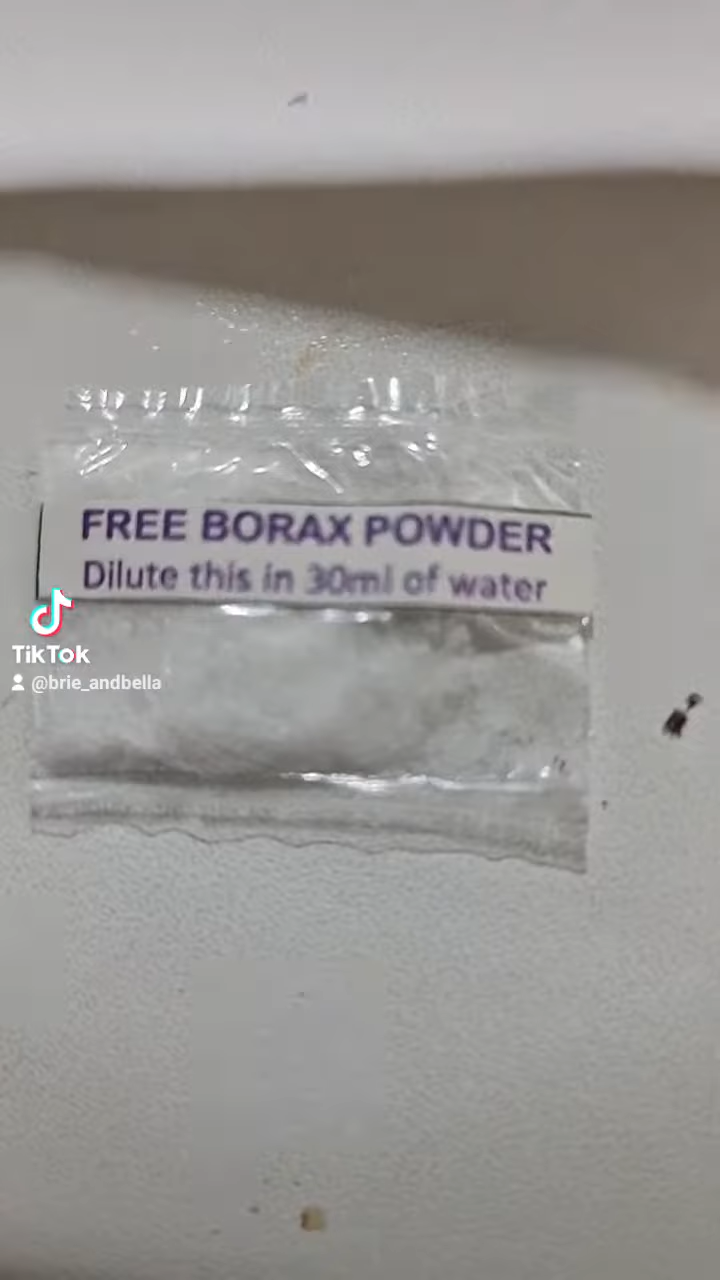 FREE BORAX POWDER
Dilute this in 30ml of water
TikTok
@brie_andbella